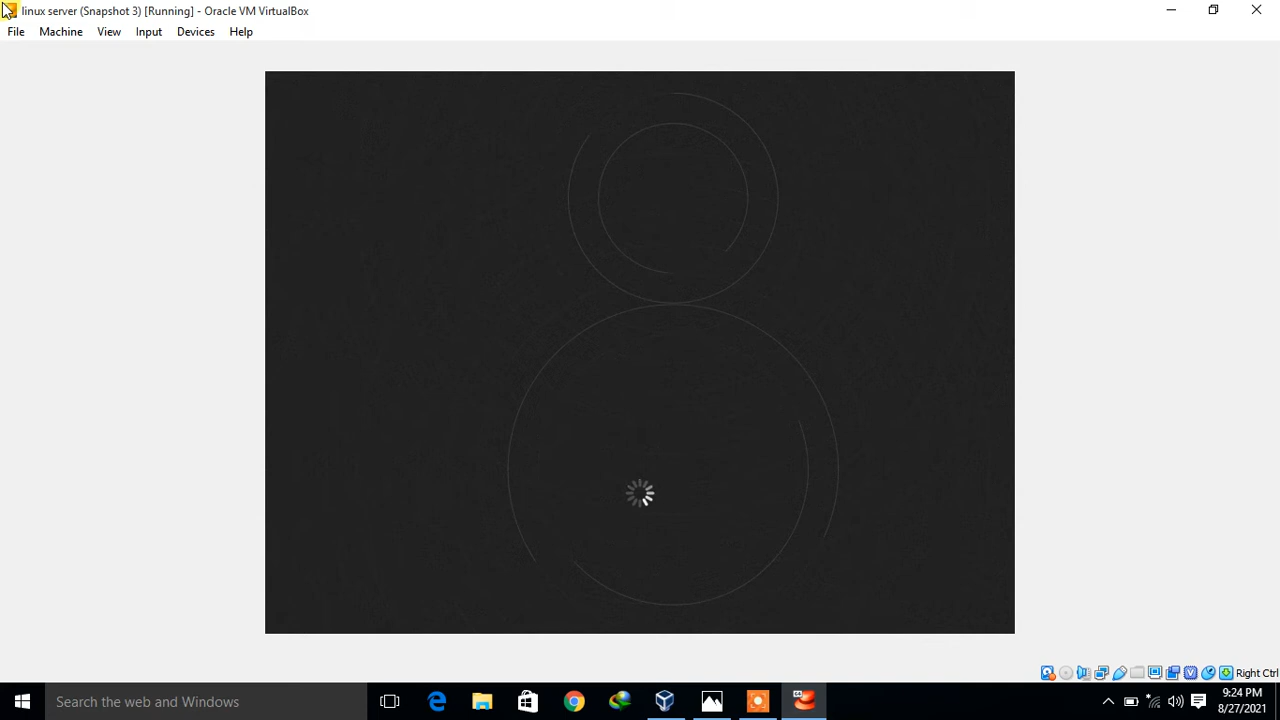 linux server (Snapshot 3) [Running] - Oracle VM VirtualBox
File Machine View Input Devices Help
Right Ctrl
Search the web and Windows
9:24 PM
8/27/2021